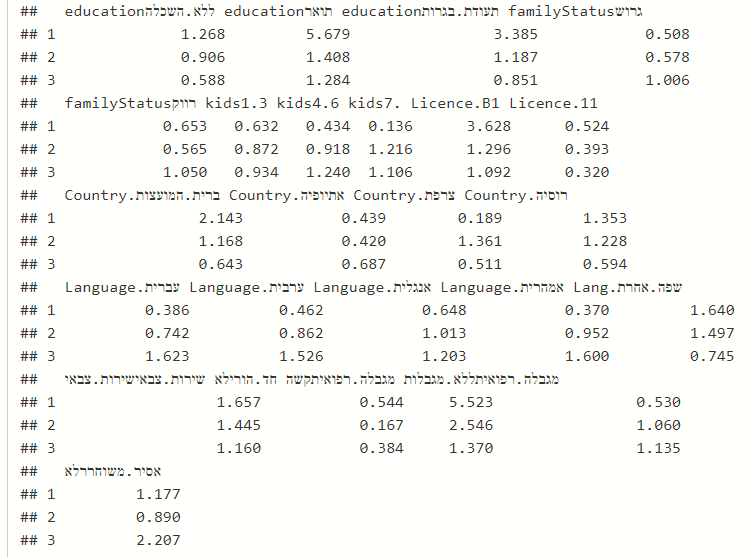 ## educationללא.השכלה educationתואר educationתעודת.בגרות familyStatusגרוש
## 1 1.268 5.679 3.385 0.508
## 2 0.906 1.408 1.187 0.578
## 3 0.588 1.284 0.851 1.006
## familyStatusרווק kids1.3 kids4.6 kids7. Licence.B1 Licence.11
## 1 0.653 0.632 0.434 0.136 3.628 0.524
## 2 0.565 0.872 0.918 1.216 1.296 0.393
## 3 1.050 0.934 1.240 1.106 1.092 0.320
## Country.ברית.המועצות Country.אתיופיה Country.צרפת Country.רוסיה
## 1 2.143 0.439 0.189 1.353
## 2 1.168 0.420 1.361 1.228
## 3 0.643 0.687 0.511 0.594
## Language.עברית Language.ערבית Language.אנגלית Language.אמהרית Lang.שפה.אחרת
## 1 0.386 0.462 0.648 0.370 1.640
## 2 0.742 0.862 1.013 0.952 1.497
## 3 1.623 1.526 1.203 1.600 0.745
## מגבלה.רפואיתללא.מגבלות מגבלה.רפואיתקשה חד.הורילא שירות.צבאישירות.צבאי
## 1 1.657 0.544 5.523 0.530
## 2 1.445 0.167 2.546 1.060
## 3 1.160 0.384 1.370 1.135
## אסיר.משוחררלא
## 1 1.177
## 2 0.890
## 3 2.207